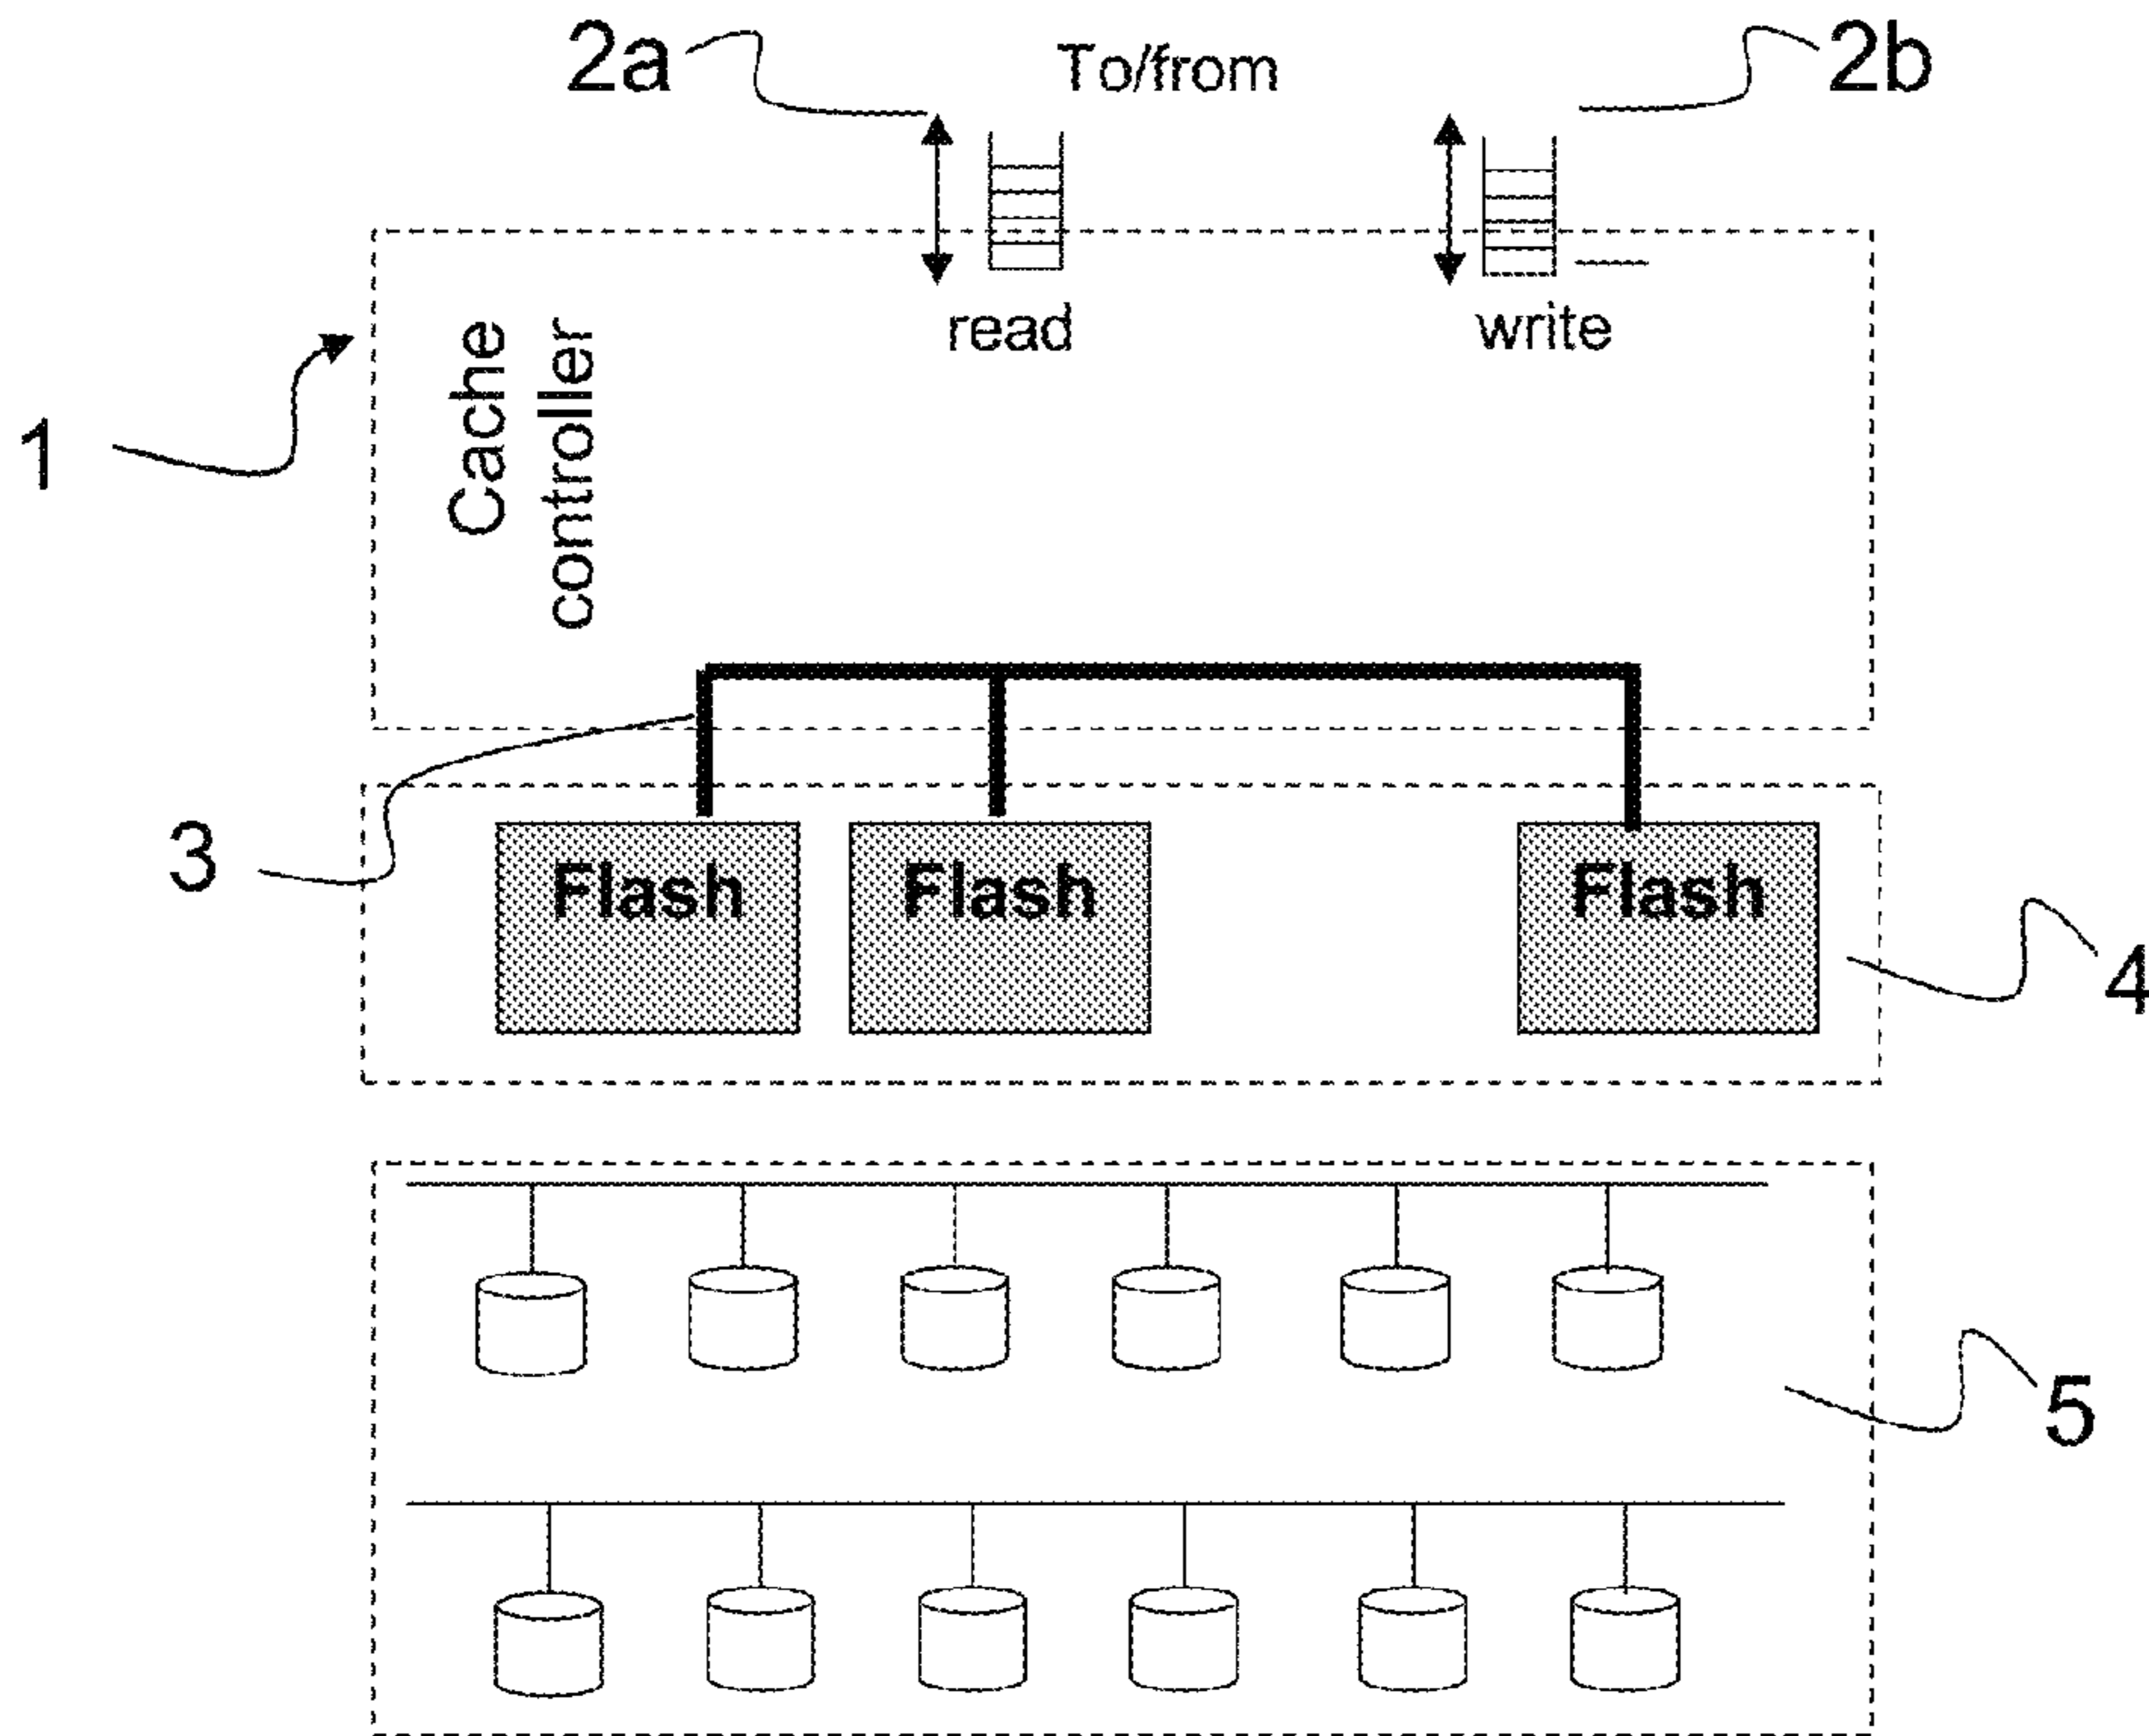 2a To/from 2b
read write
Cache
controller
1
3
Flash Flash Flash
4
5